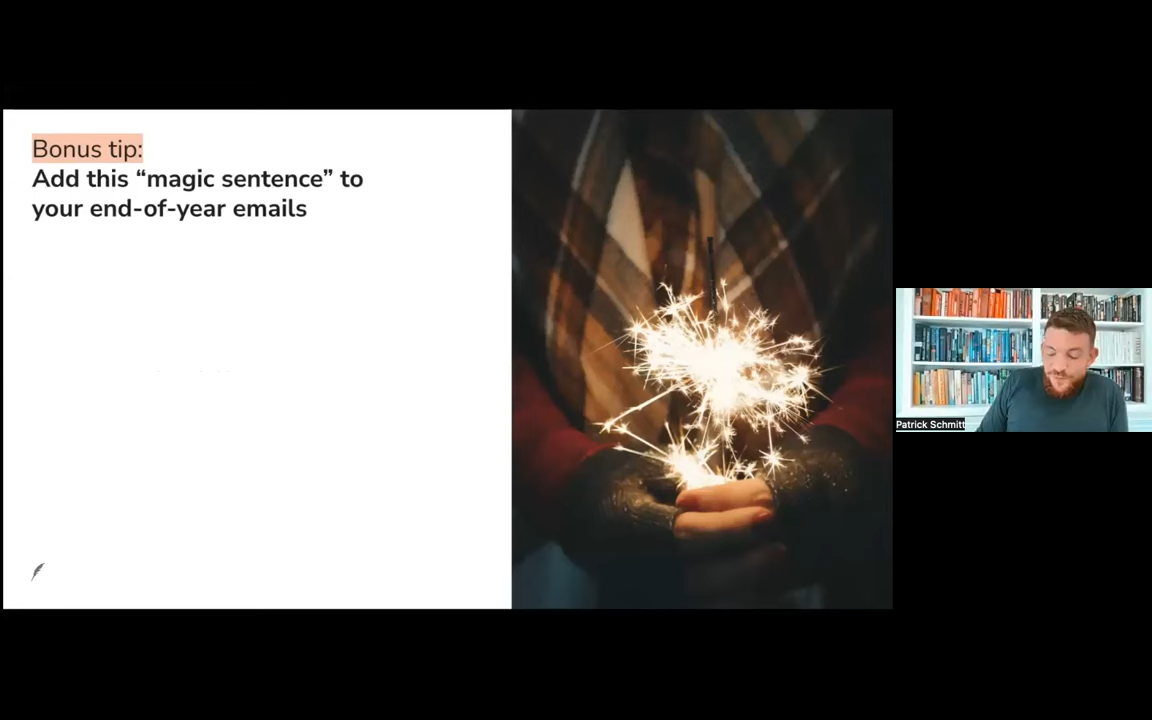 Bonus tip:
Add this “magic sentence” to
your end-of-year emails
Patrick Schmitt